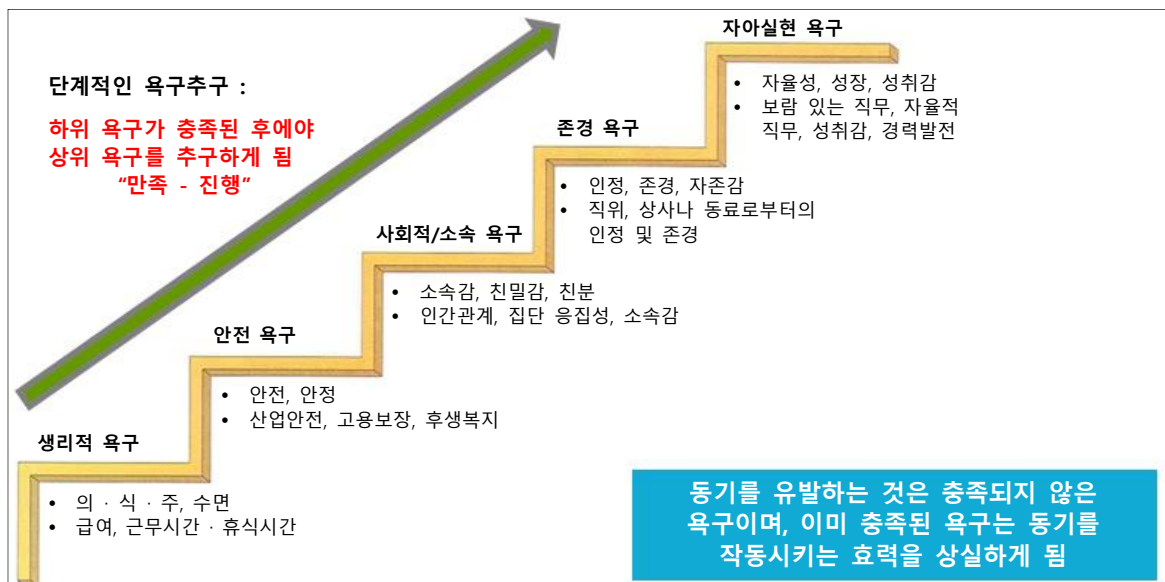 자아실현 욕구
단계적인 욕구추구 :
• 자율성, 성장, 성취감
• 보람 있는 직무, 자율적
직무, 성취감, 경력발전
하위 욕구가 충족된 후에야
상위 욕구를 추구하게 됨
“만족 - 진행”
존경 욕구
• 인정, 존경, 자존감
• 직위, 상사나 동료로부터의
인정 및 존경
사회적/소속 욕구
• 소속감, 친밀감, 친분
• 인간관계, 집단 응집성, 소속감
안전 욕구
• 안전, 안정
• 산업안전, 고용보장, 후생복지
생리적 욕구
• 의 · 식 · 주, 수면
• 급여, 근무시간 · 휴식시간
동기를 유발하는 것은 충족되지 않은
욕구이며, 이미 충족된 욕구는 동기를
작동시키는 효력을 상실하게 됨